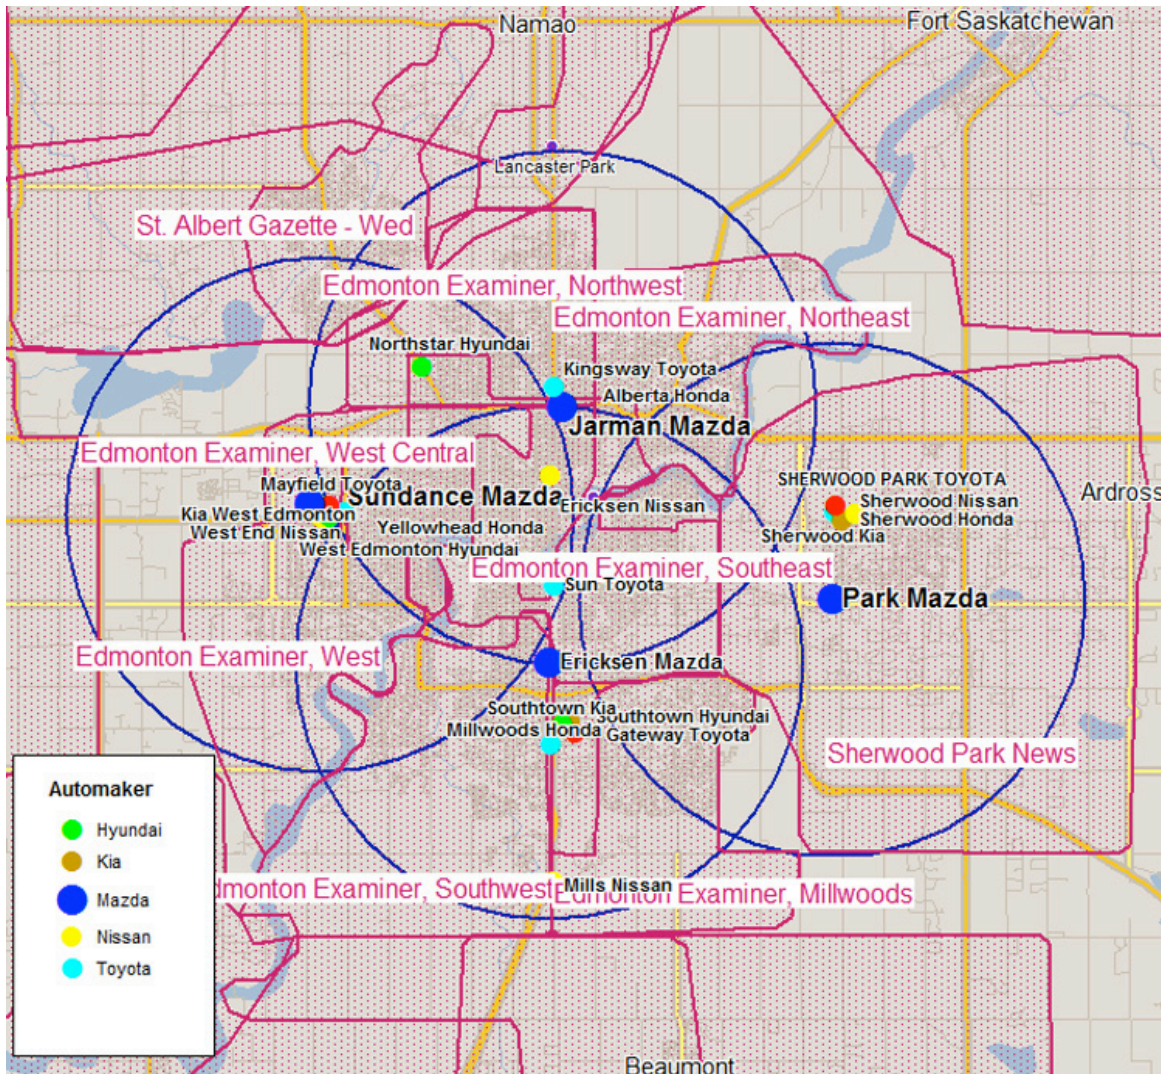 Namao
Fort Saskatchewan
Lancaster Park
St. Albert Gazette - Wed
Edmonton Examiner, Northwest
Edmonton Examiner, Northeast
Northstar Hyundai
Kingsway Toyota
Alberta Honda
Jarman Mazda
Edmonton Examiner, West Central
Mayfield Toyota
Sundance Mazda
SHERWOOD PARK TOYOTA
Ardross
Kia West Edmonton
Ericksen Nissan
Sherwood Nissan
West End Nissan
Yellowhead Honda
Sherwood Honda
Sherwood Kia
West Edmonton Hyundai
Edmonton Examiner, Southeast
Sun Toyota
Park Mazda
Edmonton Examiner, West
Ericksen Mazda
Southtown Kia
Southtown Hyundai
Millwoods Honda
Gateway Toyota
Sherwood Park News
Automaker
Hyundai
Kia
Mazda
Nissan
Toyota
dmonton Examiner, Southwest
Mills Nissan
Edmonton Examiner, Millwoods
Beaumont